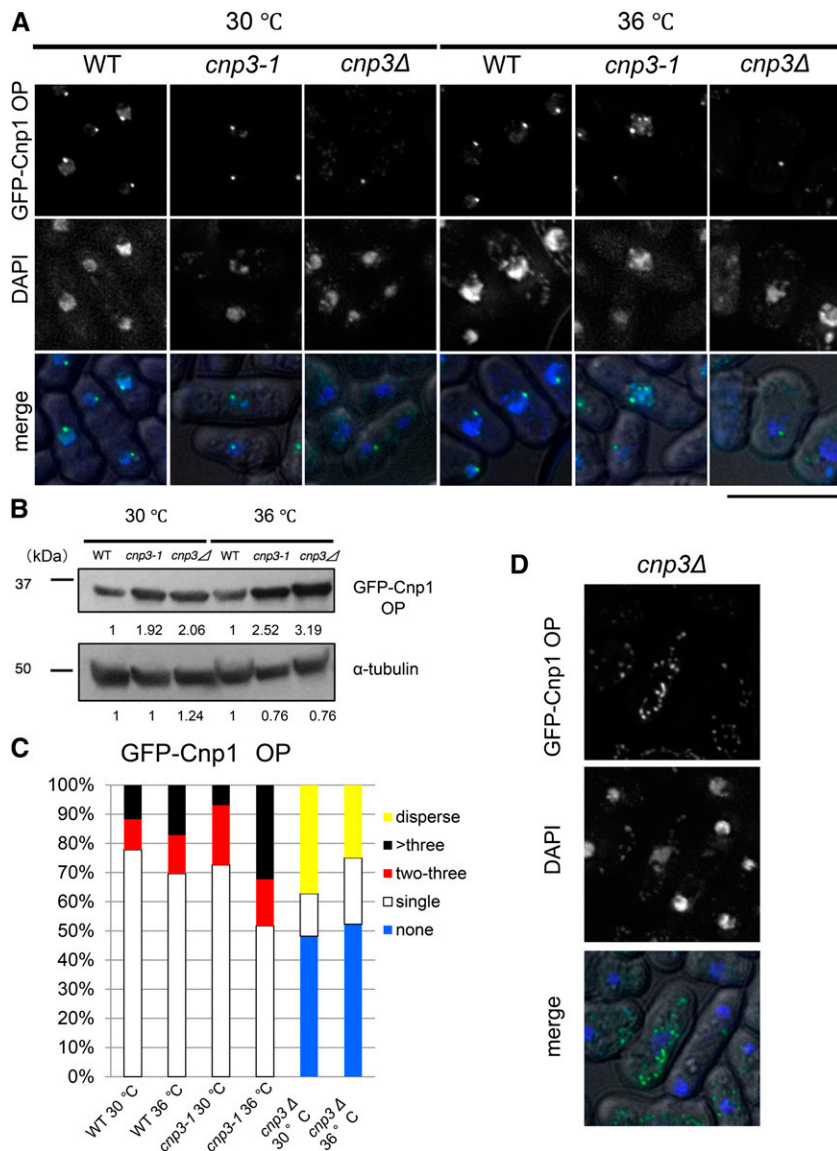 A
30 ℃ 36 ℃
WT cnp3-1 cnp3Δ WT cnp3-1 cnp3Δ
GFP-Cnp1 OP
DAPI
merge
B
30 ℃ 36 ℃
(kDa) WT cnp3-1 cnp3⊿ WT cnp3-1 cnp3⊿
37
GFP-Cnp1
OP
1 1.92 2.06 1 2.52 3.19
50
α-tubulin
1 1 1.24 1 0.76 0.76
C
GFP-Cnp1 OP
100%
90%
80%
70%
60%
50%
40%
30%
20%
10%
0%
disperse
>three
two-three
single
none
WT 30 °C
WT 36 °C
cnp3-1 30 °C
cnp3-1 36 °C
cnp3 Δ
30° C
cnp3 Δ
36° C
D
cnp3Δ
GFP-Cnp1 OP
DAPI
merge